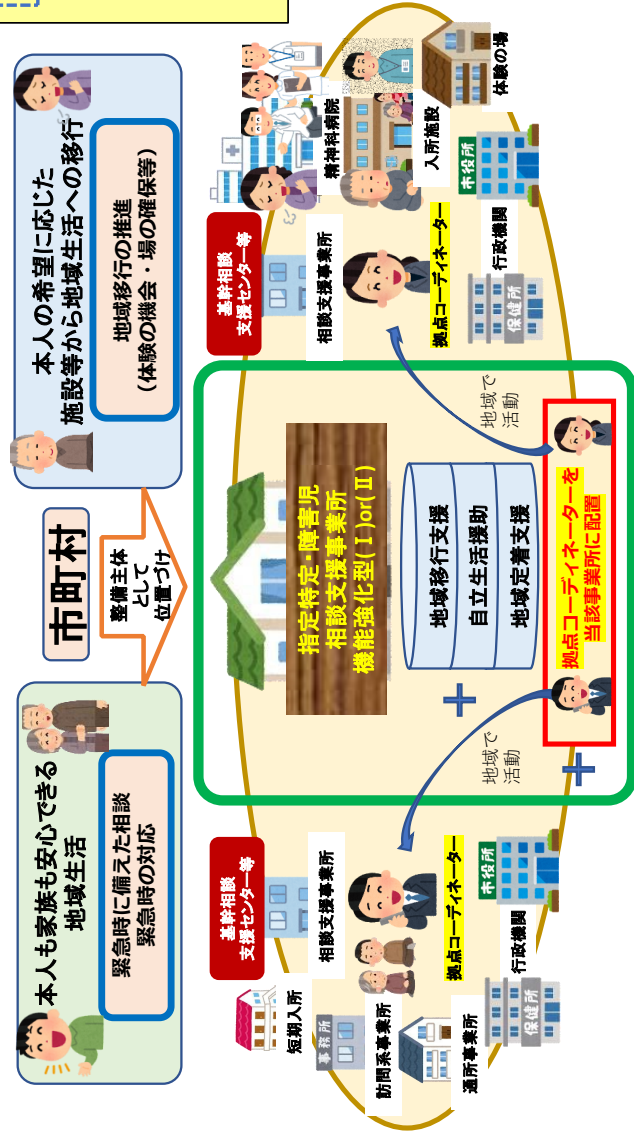 本人も家族も安心できる
地域生活
緊急時に備えた相談
緊急時の対応
市町村
整備主体
として
位置づけ
本人の希望に応じた
施設等から地域生活への移行
地域移行の推進
(体験の機会・場の確保等)
基幹相談
支援センター等
短期入所
相談支援事業所
事務所
訪問系事業所
拠点コーディネーター
通所事業所
市役所
行政機関
保健所
指定特定・障害児
相談支援事業所
機能強化型(Ⅰ)or(Ⅱ)
地域移行支援
自立生活援助
地域定着支援
+
地域で
活動
地域で
活動
+
拠点コーディネーターを
当該事業所に配置
基幹相談
支援センター等
相談支援事業所
精神科病院
拠点コーディネーター
入所施設
市役所
行政機関
保健所
体験の場